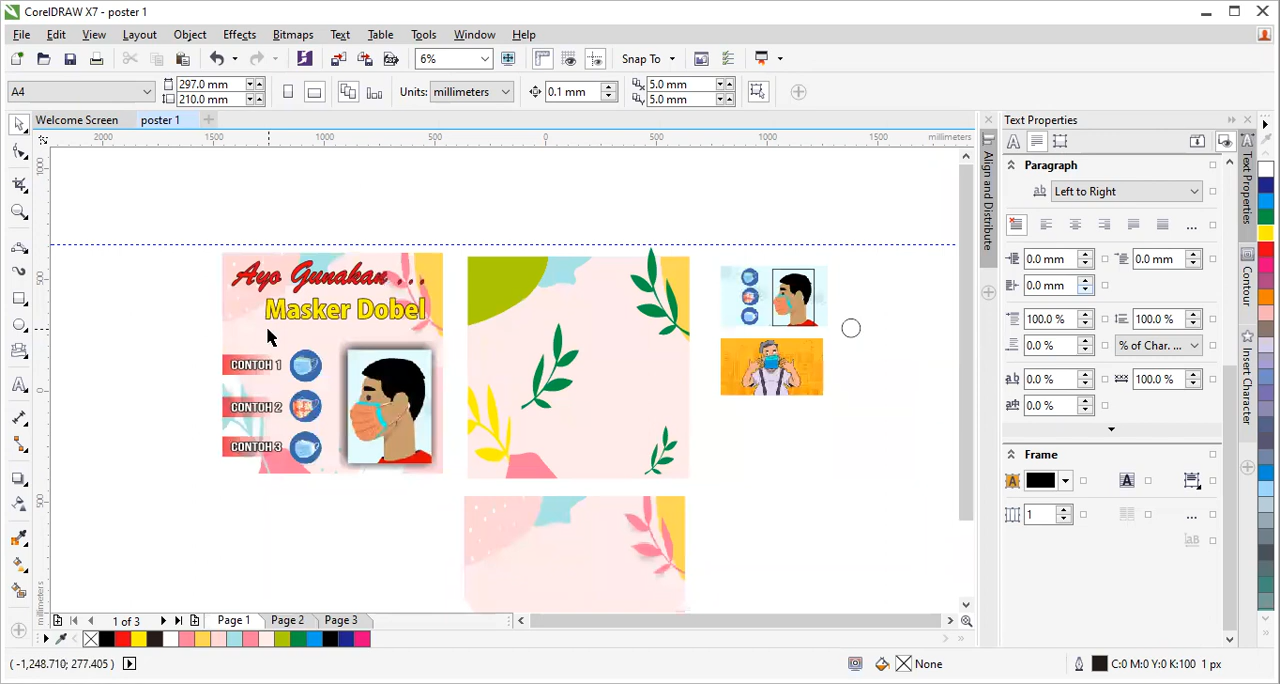 CorelDRAW X7 - poster 1
File Edit View Layout Object Effects Bitmaps Text Table Tools Window Help
6% Snap To
A4 297.0 mm 210.0 mm Units: millimeters 0.1 mm 5.0 mm 5.0 mm
Welcome Screen poster 1
2000 1500 1000 500 0 500 1000 1500 millimeters
1000
500
0
500
millimeters
Ayo Gunakan . . .
Masker Dobel
CONTOH 1
CONTOH 2
CONTOH 3
Align and Distribute
Text Properties
Paragraph
Left to Right
0.0 mm 0.0 mm
0.0 mm
100.0 % 100.0 %
0.0 % % of Char. ...
0.0 % 100.0 %
0.0 %
Frame
1
Text Properties
Contour
Insert Character
1 of 3 Page 1 Page 2 Page 3
( -1,248.710; 277.405 ) None C:0 M:0 Y:0 K:100 1 px